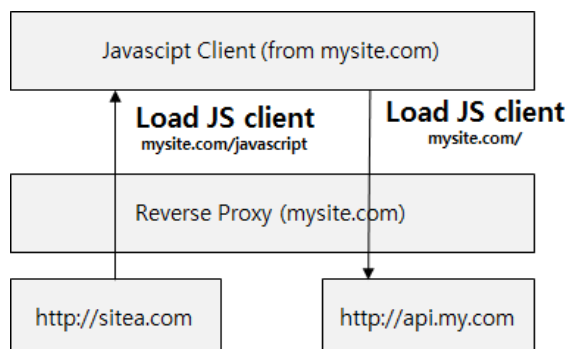 Javascipt Client (from mysite.com)
Load JS client
mysite.com/javascript
Load JS client
mysite.com/
Reverse Proxy (mysite.com)
http://sitea.com
http://api.my.com